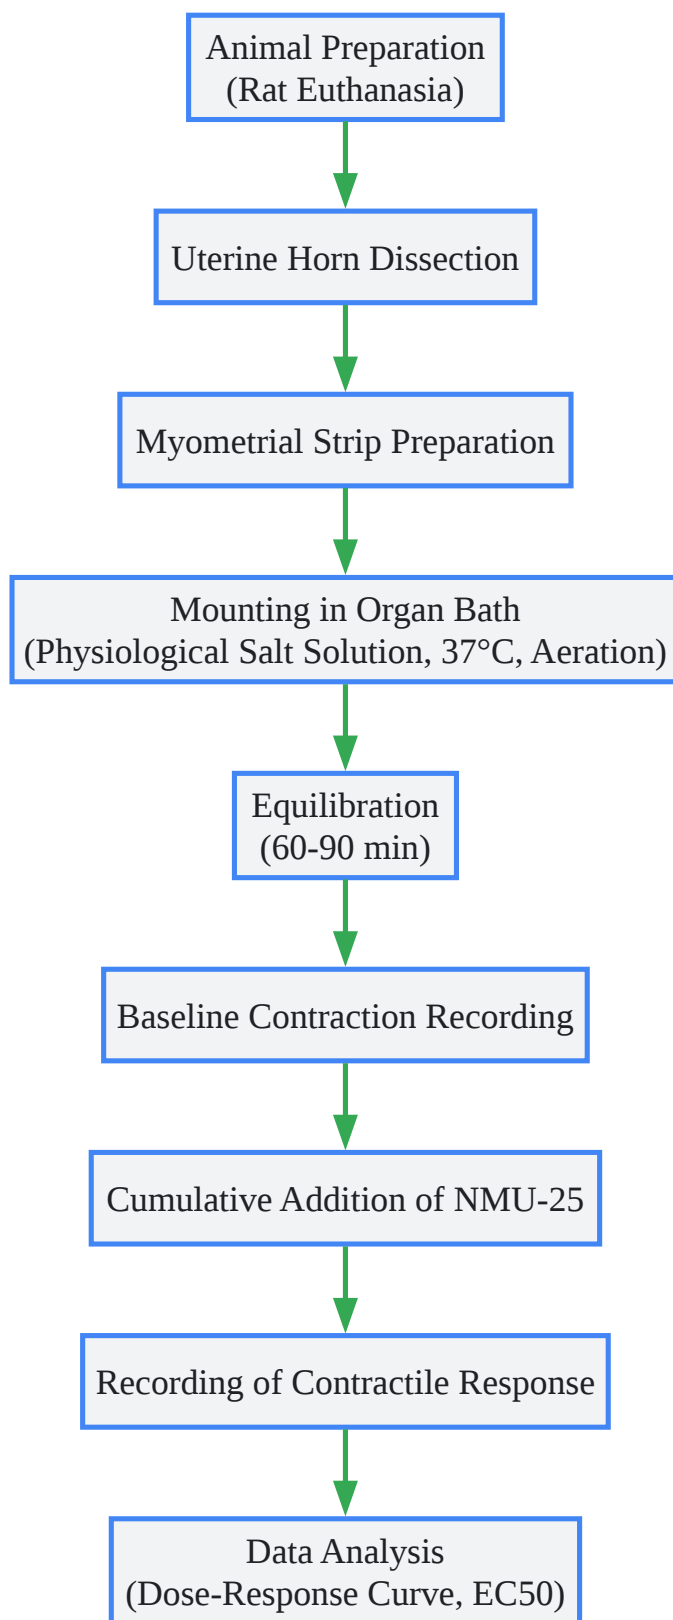 Animal Preparation
(Rat Euthanasia)
Uterine Horn Dissection
Myometrial Strip Preparation
Mounting in Organ Bath
(Physiological Salt Solution, 37°C, Aeration)
Equilibration
(60-90 min)
Baseline Contraction Recording
Cumulative Addition of NMU-25
Recording of Contractile Response
Data Analysis
(Dose-Response Curve, EC50)